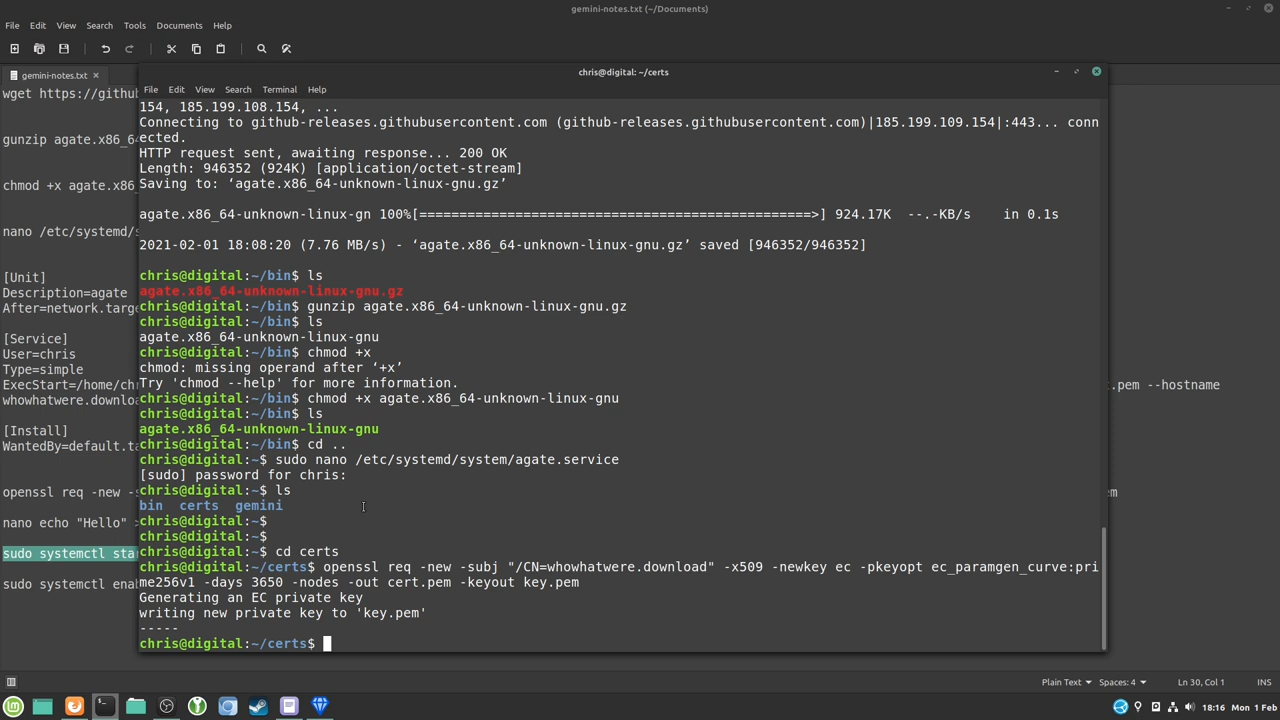 gemini-notes.txt (~/Documents)
File Edit View Search Tools Documents Help
gemini-notes.txt
wget https://githu
gunzip agate.x86_64
chmod +x agate.x86_
nano /etc/systemd/s
[Unit]
Description=agate
After=network.targe
[Service]
User=chris
Type=simple
ExecStart=/home/chr
.pem --hostname
whowhatwere.downloa
[Install]
WantedBy=default.ta
openssl req -new -s
em
nano echo "Hello" >
sudo systemctl sta
sudo systemctl ena
chris@digital: ~/certs
File Edit View Search Terminal Help
154, 185.199.108.154, ...
Connecting to github-releases.githubusercontent.com (github-releases.githubusercontent.com)|185.199.109.154|:443... conn
ected.
HTTP request sent, awaiting response... 200 OK
Length: 946352 (924K) [application/octet-stream]
Saving to: ‘agate.x86_64-unknown-linux-gnu.gz’
agate.x86_64-unknown-linux-gn 100%[=================================================>] 924.17K --.-KB/s in 0.1s
2021-02-01 18:08:20 (7.76 MB/s) - ‘agate.x86_64-unknown-linux-gnu.gz’ saved [946352/946352]
chris@digital:~/bin$ ls
agate.x86_64-unknown-linux-gnu.gz
chris@digital:~/bin$ gunzip agate.x86_64-unknown-linux-gnu.gz
chris@digital:~/bin$ ls
agate.x86_64-unknown-linux-gnu
chris@digital:~/bin$ chmod +x
chmod: missing operand after ‘+x’
Try 'chmod --help' for more information.
chris@digital:~/bin$ chmod +x agate.x86_64-unknown-linux-gnu
chris@digital:~/bin$ ls
agate.x86_64-unknown-linux-gnu
chris@digital:~/bin$ cd ..
chris@digital:~$ sudo nano /etc/systemd/system/agate.service
[sudo] password for chris:
chris@digital:~$ ls
bin certs gemini
chris@digital:~$
chris@digital:~$
chris@digital:~$ cd certs
chris@digital:~/certs$ openssl req -new -subj "/CN=whowhatwere.download" -x509 -newkey ec -pkeyopt ec_paramgen_curve:pri
me256v1 -days 3650 -nodes -out cert.pem -keyout key.pem
Generating an EC private key
writing new private key to 'key.pem'
-----
chris@digital:~/certs$
Plain Text Spaces: 4 Ln 30, Col 1 INS
18:16 Mon 1 Feb